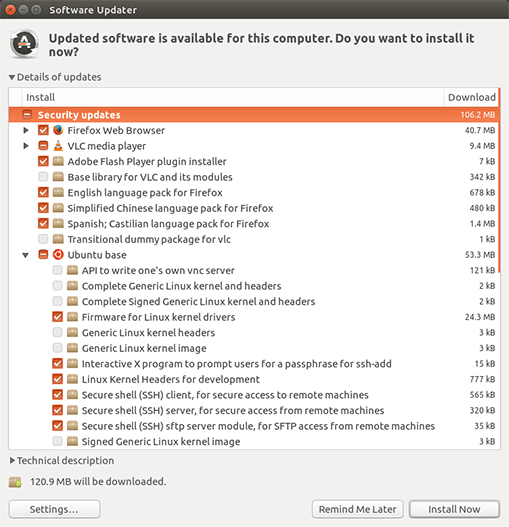 Software Updater
Updated software is available for this computer. Do you want to install it
now?
Details of updates
Install Download
Security updates 106.2 MB
Firefox Web Browser 40.7 MB
VLC media player 9.4 MB
Adobe Flash Player plugin installer 7 kB
Base library for VLC and its modules 342 kB
English language pack for Firefox 678 kB
Simplified Chinese language pack for Firefox 480 kB
Spanish; Castilian language pack for Firefox 1.4 MB
Transitional dummy package for vlc 1 kB
Ubuntu base 53.3 MB
API to write one's own vnc server 121 kB
Complete Generic Linux kernel and headers 2 kB
Complete Signed Generic Linux kernel and headers 2 kB
Firmware for Linux kernel drivers 24.3 MB
Generic Linux kernel headers 3 kB
Generic Linux kernel image 3 kB
Interactive X program to prompt users for a passphrase for ssh-add 15 kB
Linux Kernel Headers for development 777 kB
Secure shell (SSH) client, for secure access to remote machines 565 kB
Secure shell (SSH) server, for secure access from remote machines 320 kB
Secure shell (SSH) sftp server module, for SFTP access from remote machines 35 kB
Signed Generic Linux kernel image 3 kB
Technical description
120.9 MB will be downloaded.
Settings... Remind Me Later Install Now